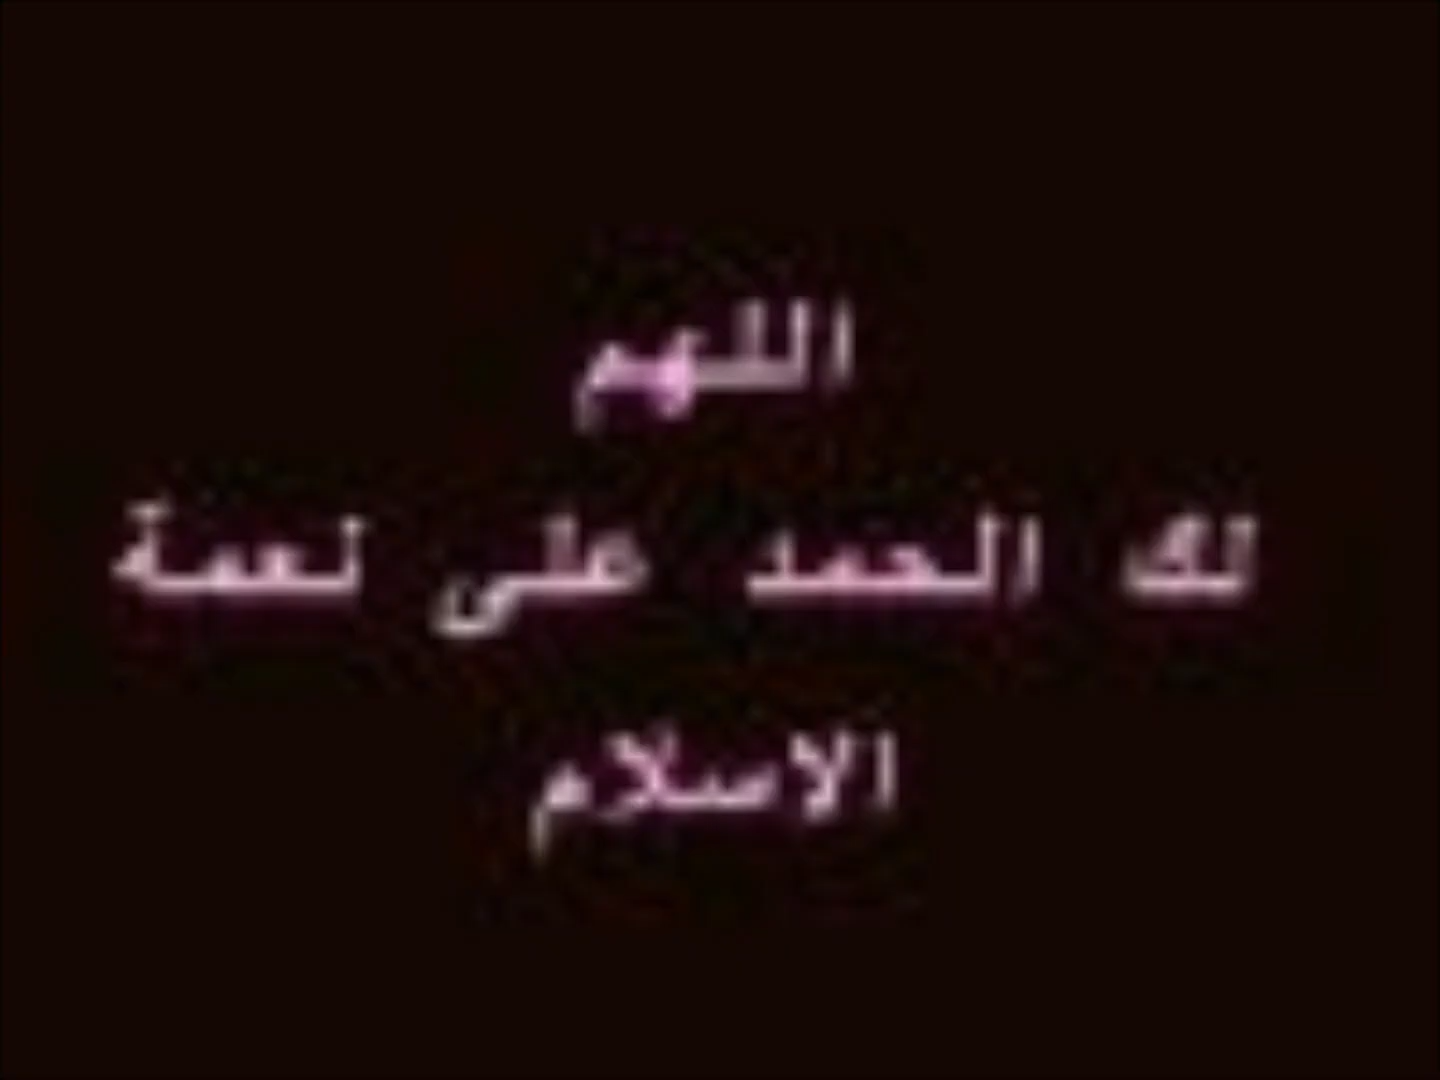 اللهم
لك الحمد على نعمة
الاسلام